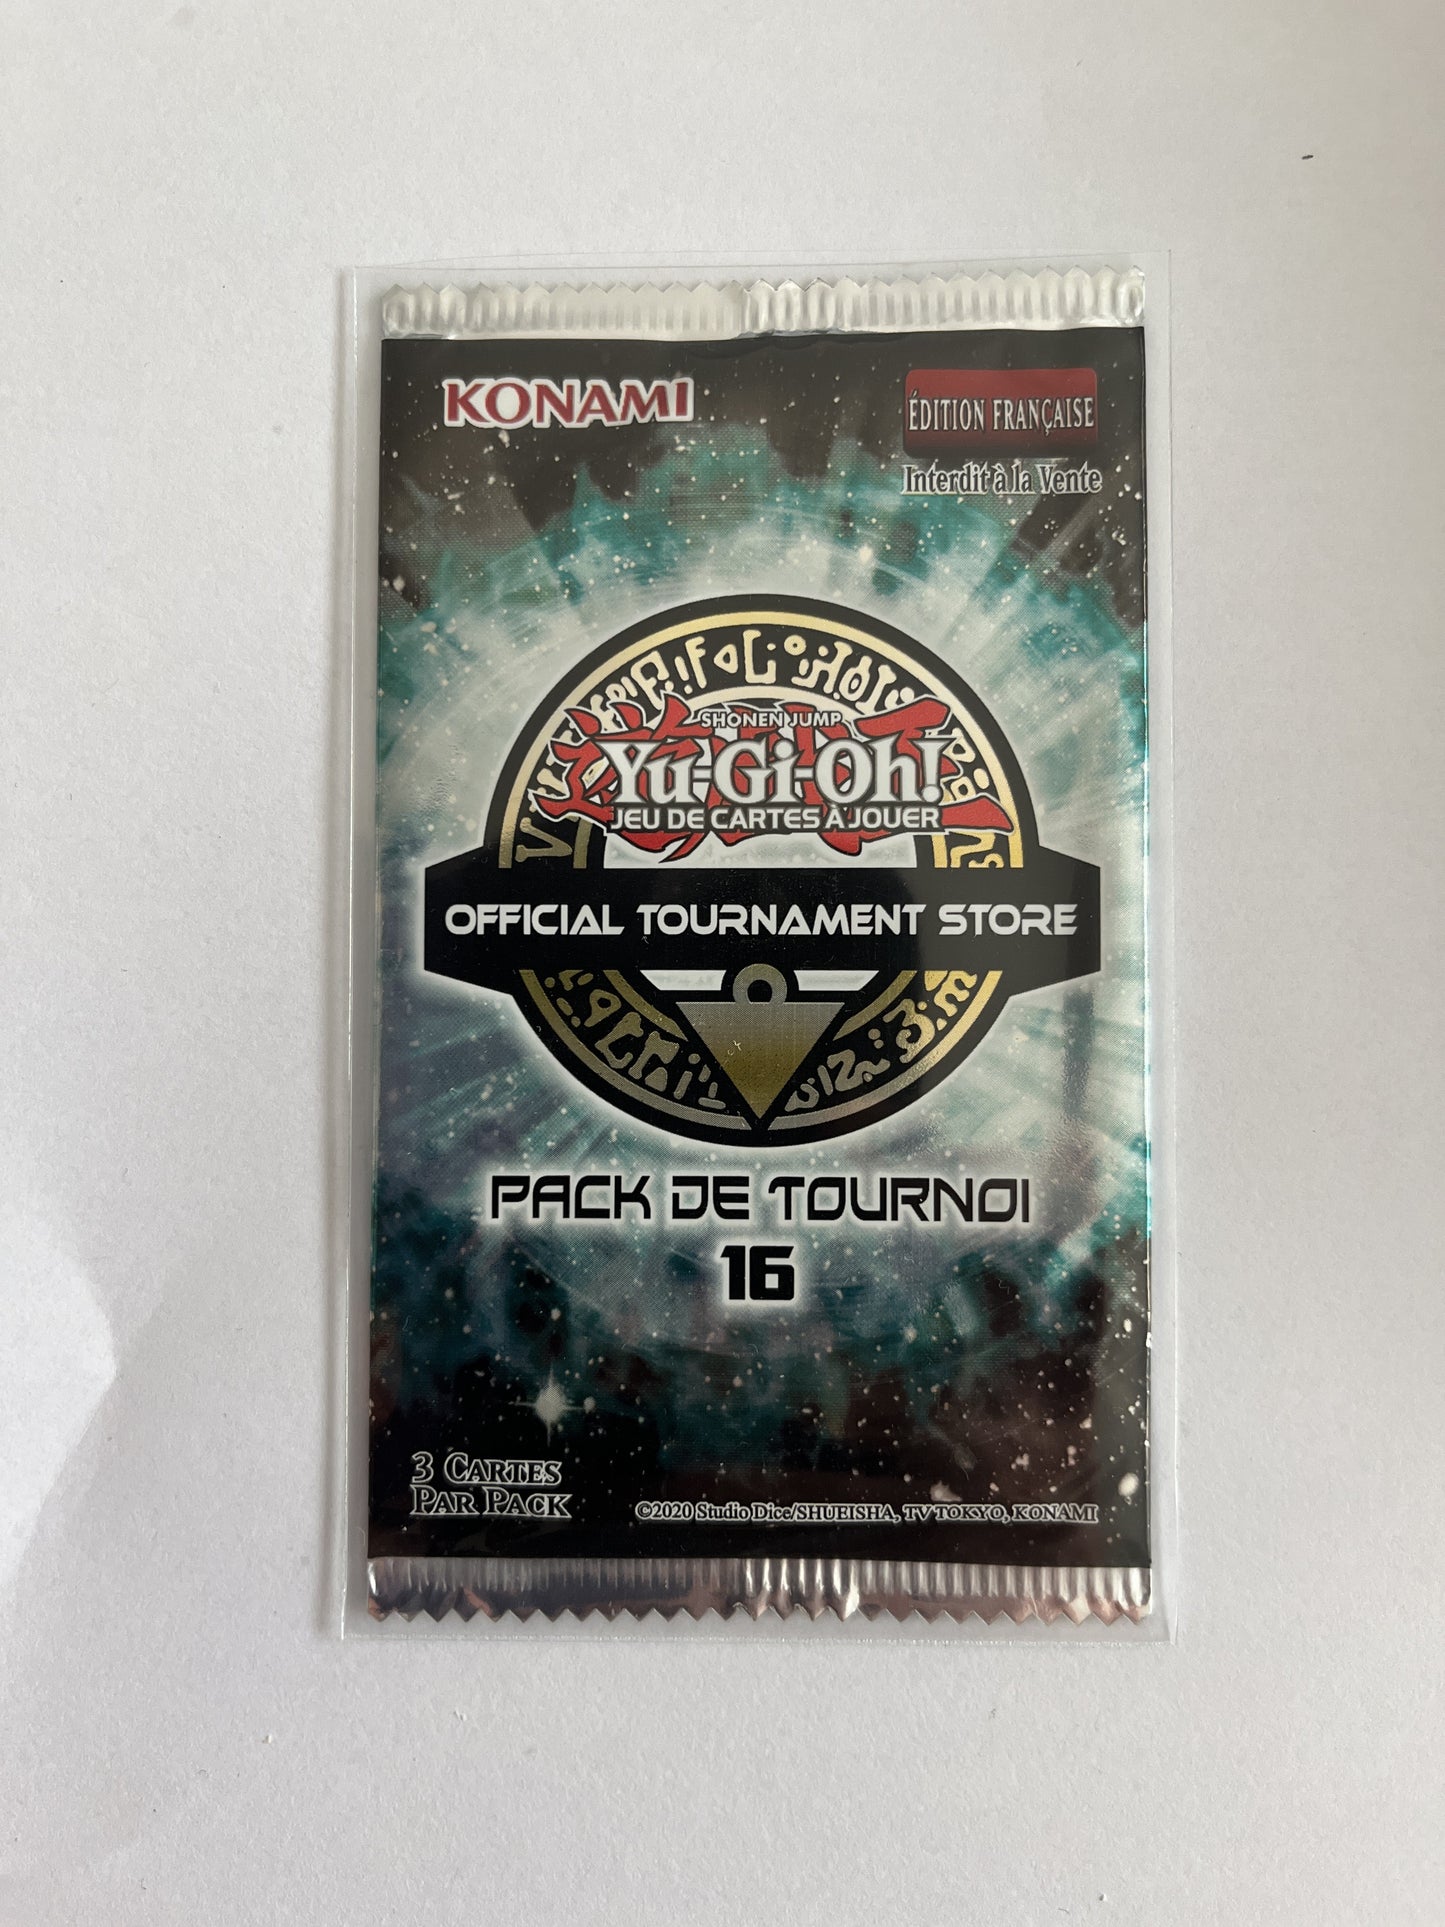 KONAMI
ÉDITION FRANÇAISE
Interdit à la Vente
SHONEN JUMP
Yu-Gi-Oh!
JEU DE CARTES À JOUER
OFFICIAL TOURNAMENT STORE
PACK DE TOURNOI
16
3 CARTES
PAR PACK
©2020 Studio Dice/SHUEISHA, TV TOKYO, KONAMI